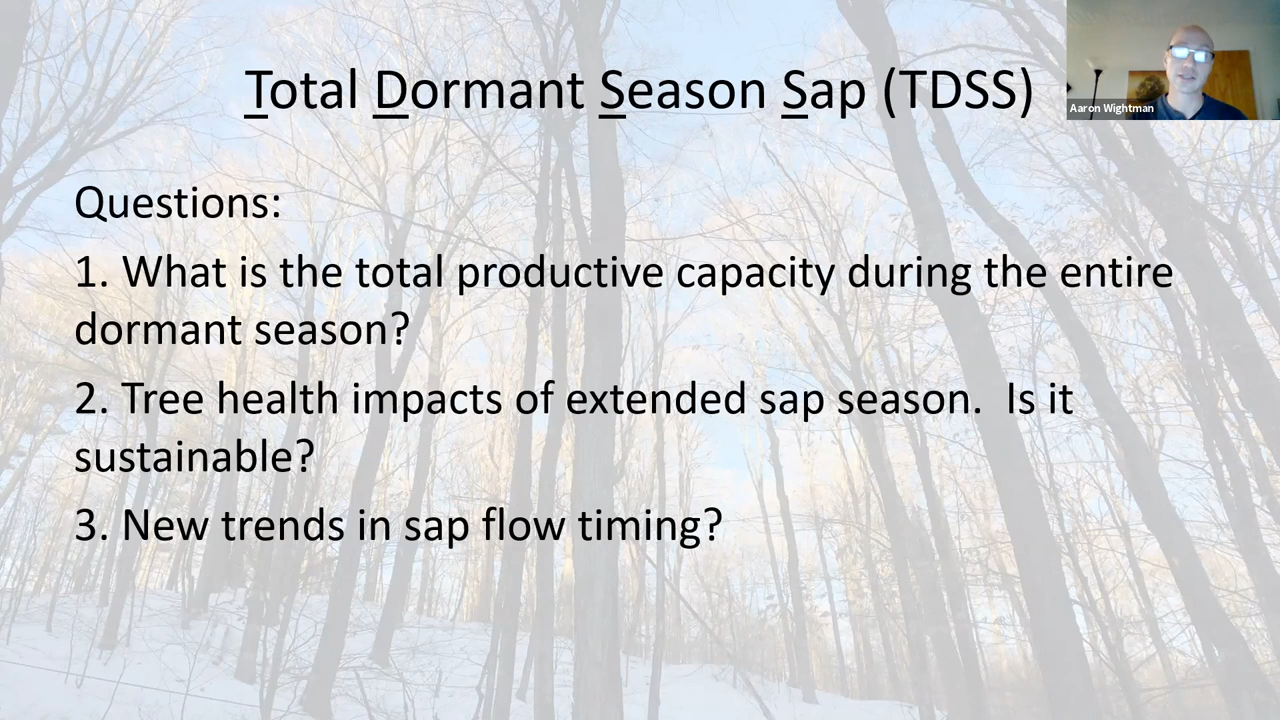 Total Dormant Season Sap (TDSS)
Aaron Wightman
Questions:
1. What is the total productive capacity during the entire
dormant season?
2. Tree health impacts of extended sap season.  Is it
sustainable?
3. New trends in sap flow timing?